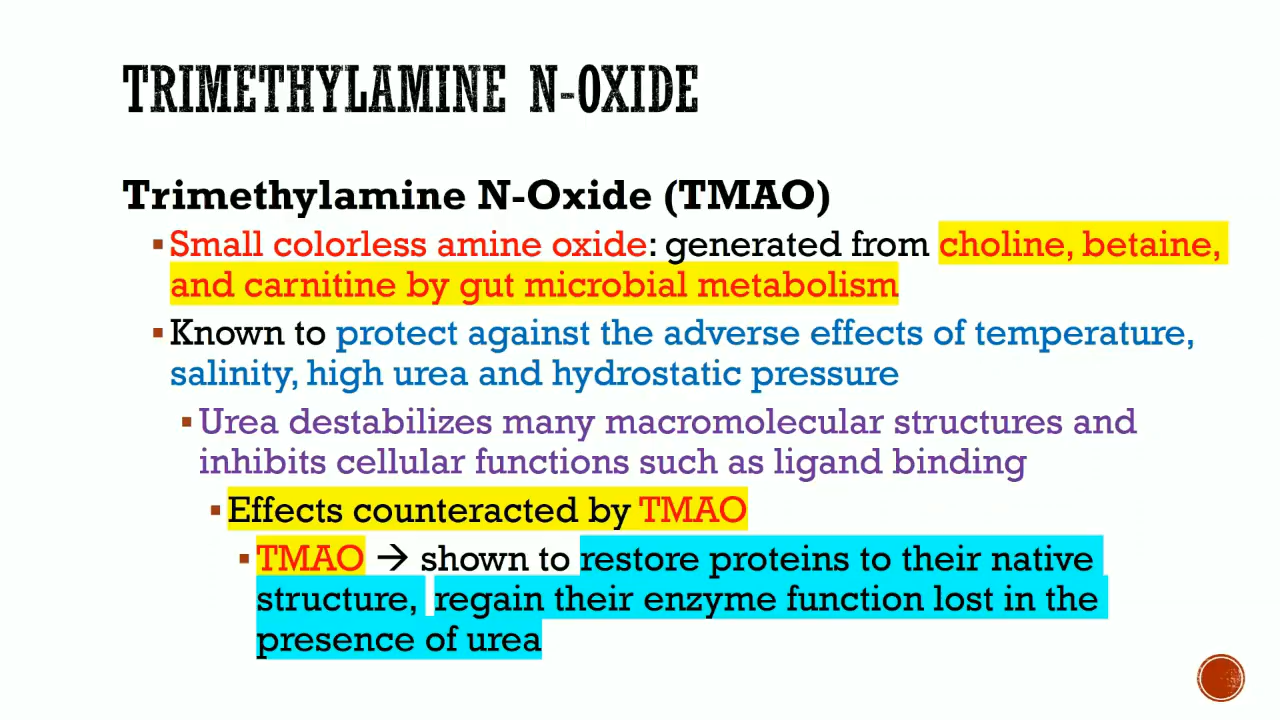 TRIMETHYLAMINE N-OXIDE
Trimethylamine N-Oxide (TMAO)
▪ Small colorless amine oxide: generated from choline, betaine,
and carnitine by gut microbial metabolism
▪ Known to protect against the adverse effects of temperature,
salinity, high urea and hydrostatic pressure
▪ Urea destabilizes many macromolecular structures and
inhibits cellular functions such as ligand binding
▪ Effects counteracted by TMAO
▪ TMAO → shown to restore proteins to their native
structure, regain their enzyme function lost in the
presence of urea